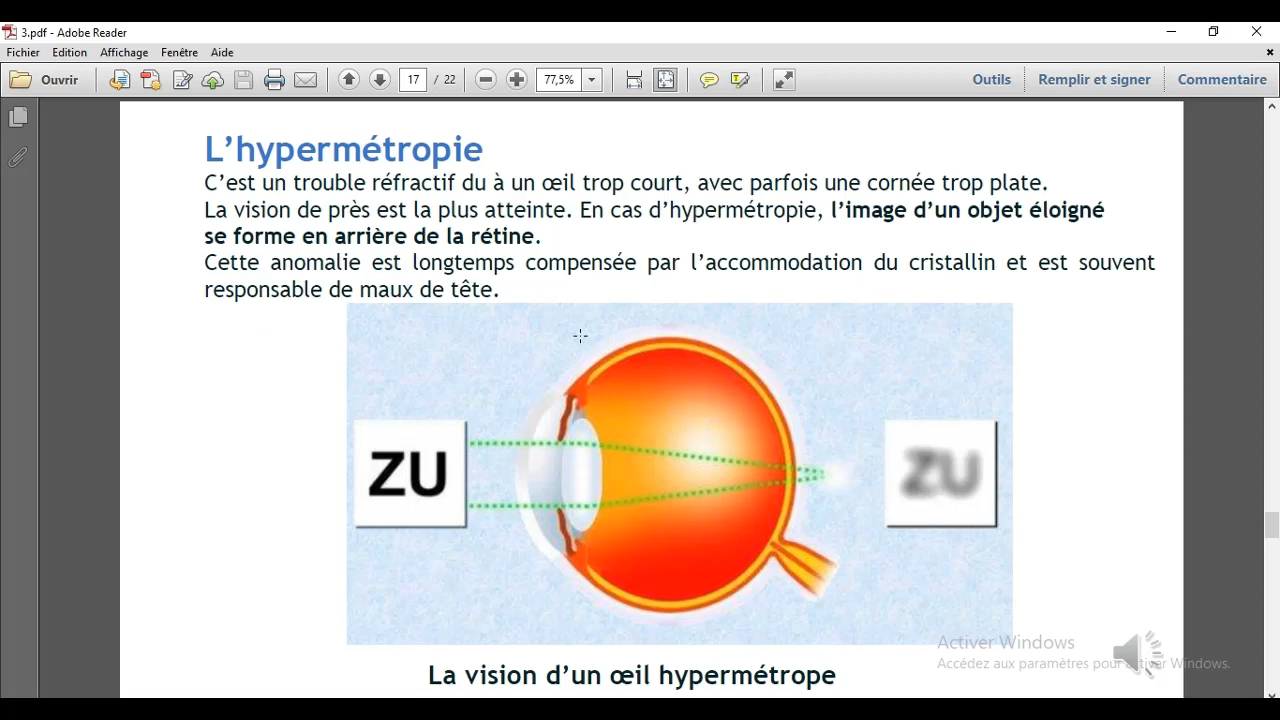 3.pdf - Adobe Reader
Fichier Edition Affichage Fenêtre Aide
Ouvrir 17 / 22 77,5% Outils Remplir et signer Commentaire
L'hypermétropie
C'est un trouble réfractif du à un œil trop court, avec parfois une cornée trop plate.
La vision de près est la plus atteinte. En cas d'hypermétropie, l'image d'un objet éloigné
se forme en arrière de la rétine.
Cette anomalie est longtemps compensée par l'accommodation du cristallin et est souvent
responsable de maux de tête.
ZU ZU
Activer Windows
Accédez aux paramètres pour activer Windows.
La vision d'un œil hypermétrope